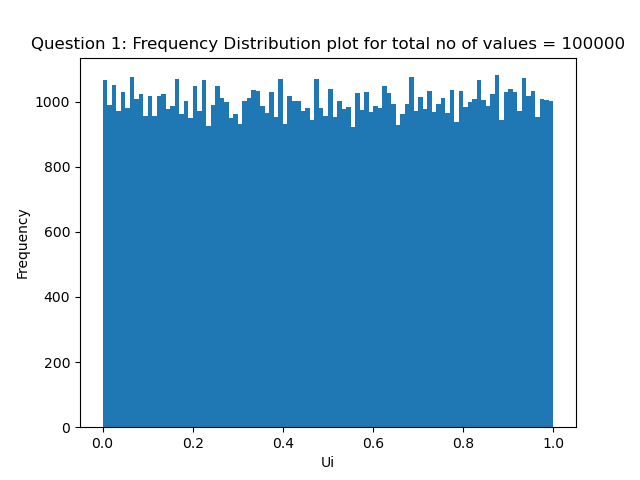 Question 1: Frequency Distribution plot for total no of values = 100000
1000
800
600
400
200
0
Frequency
0.0 0.2 0.4 0.6 0.8 1.0
Ui